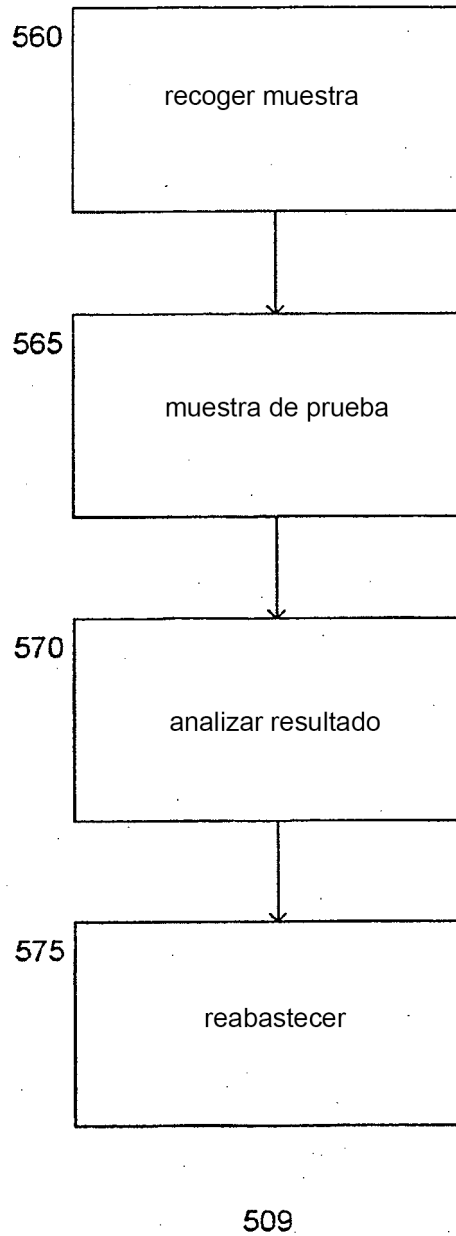 560
recoger muestra
565
muestra de prueba
570
analizar resultado
575
reabastecer
509